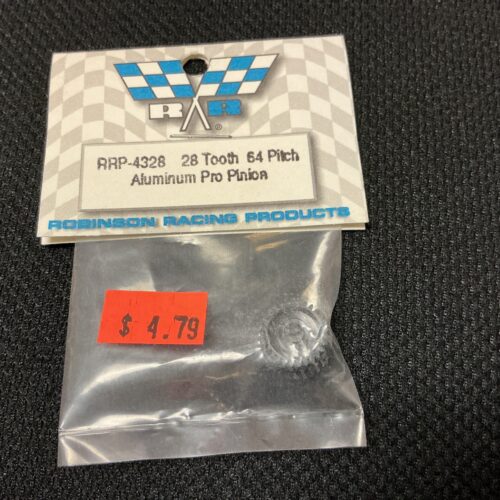 R R ®
RRP-4328 28 Tooth 64 Pitch
Aluminum Pro Pinion
ROBINSON RACING PRODUCTS
$ 4.79